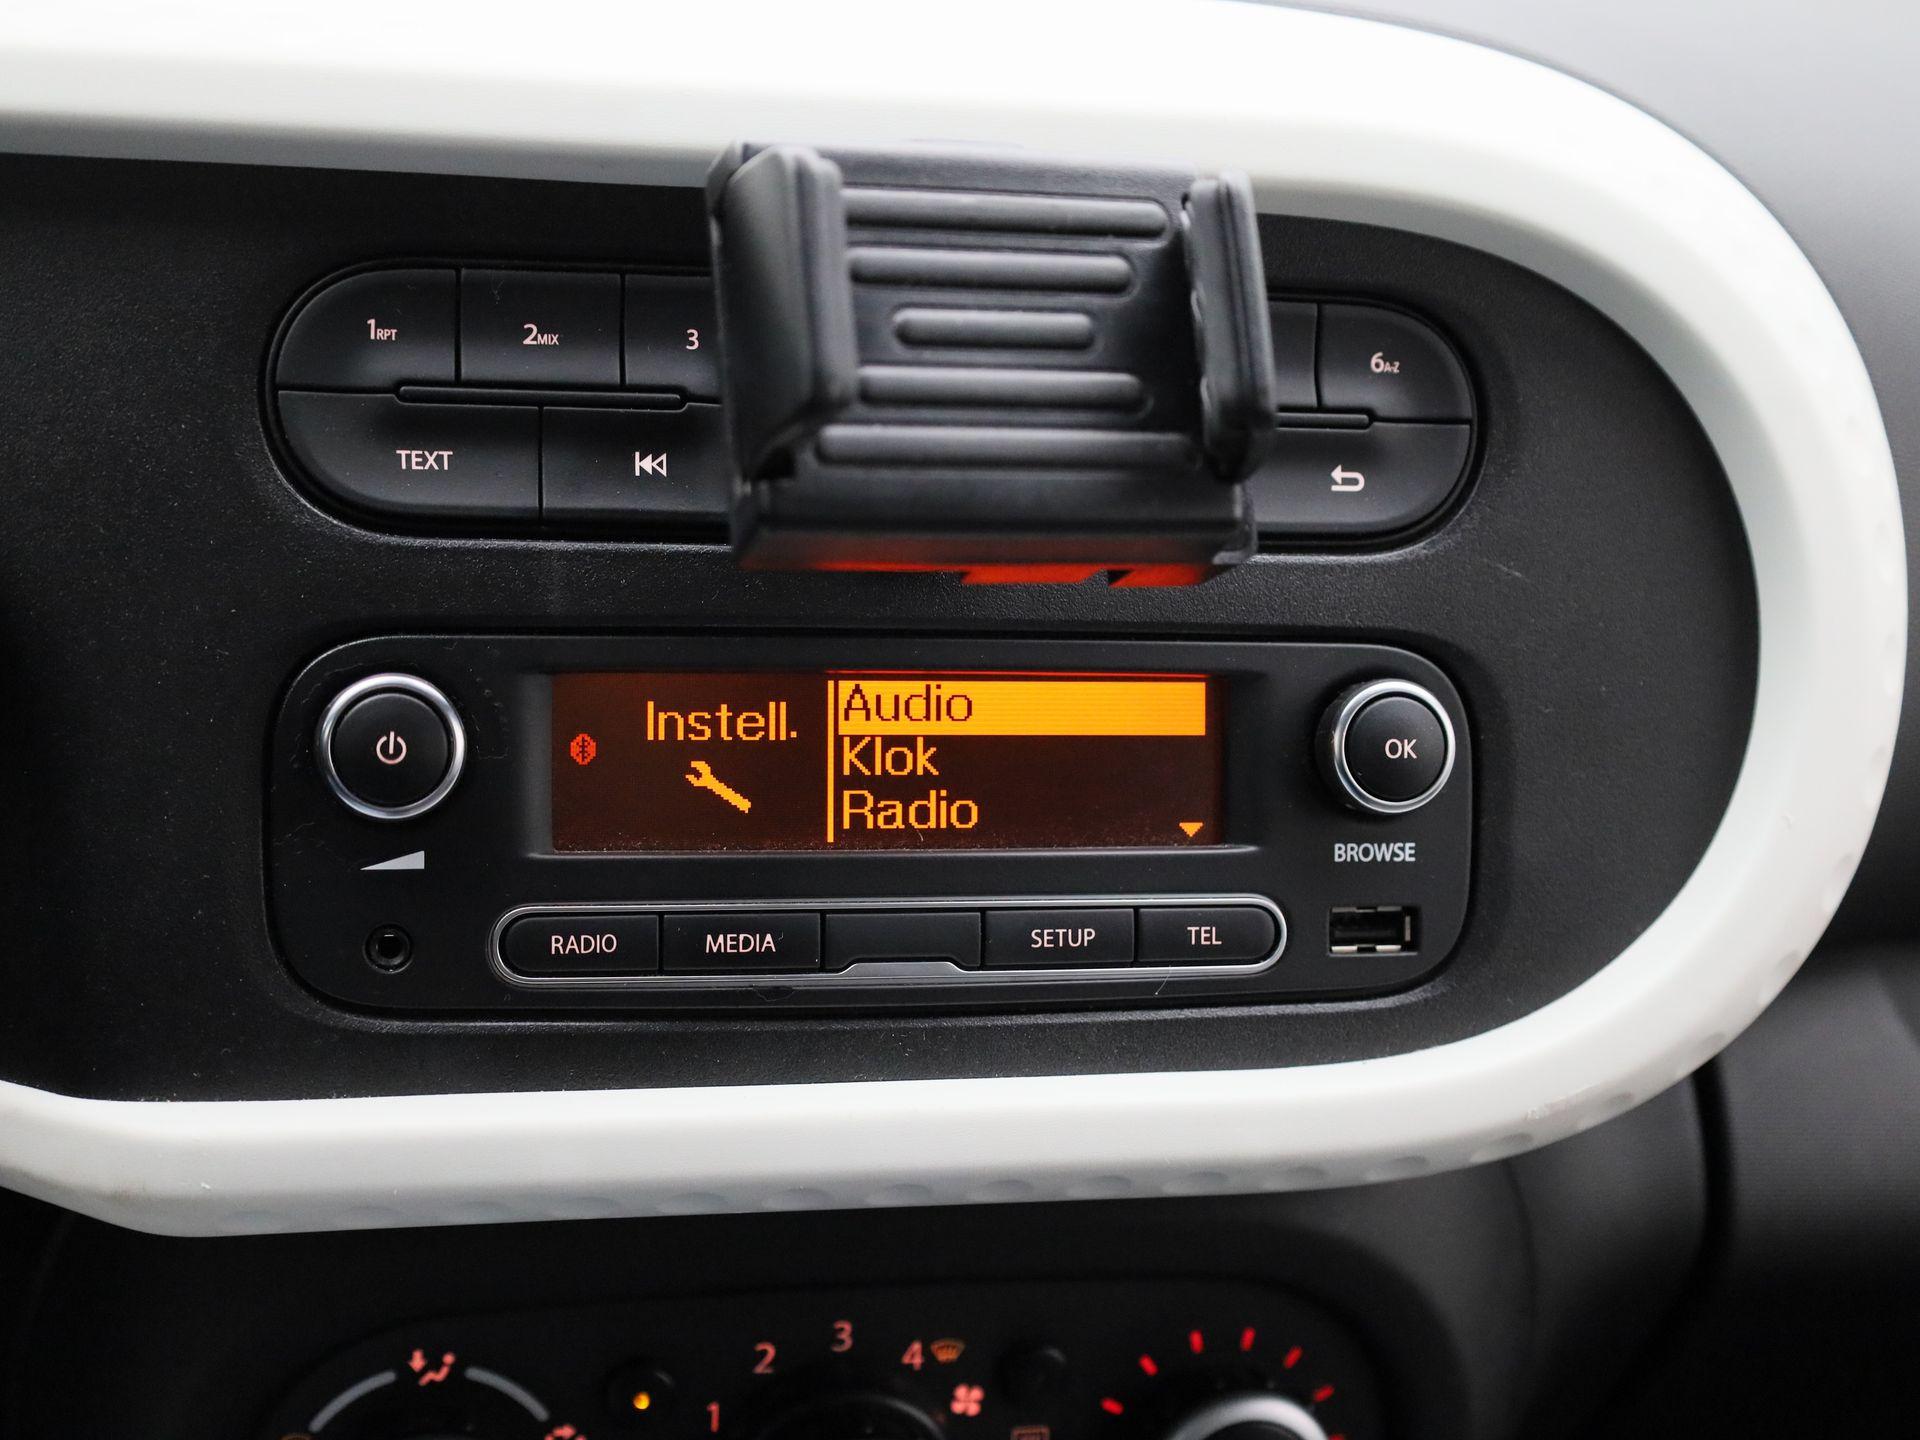 1RPT 2MIX 3 6A-Z
TEXT
Instell.
Audio
Klok
Radio
OK
BROWSE
RADIO MEDIA SETUP TEL
1 2 3 4